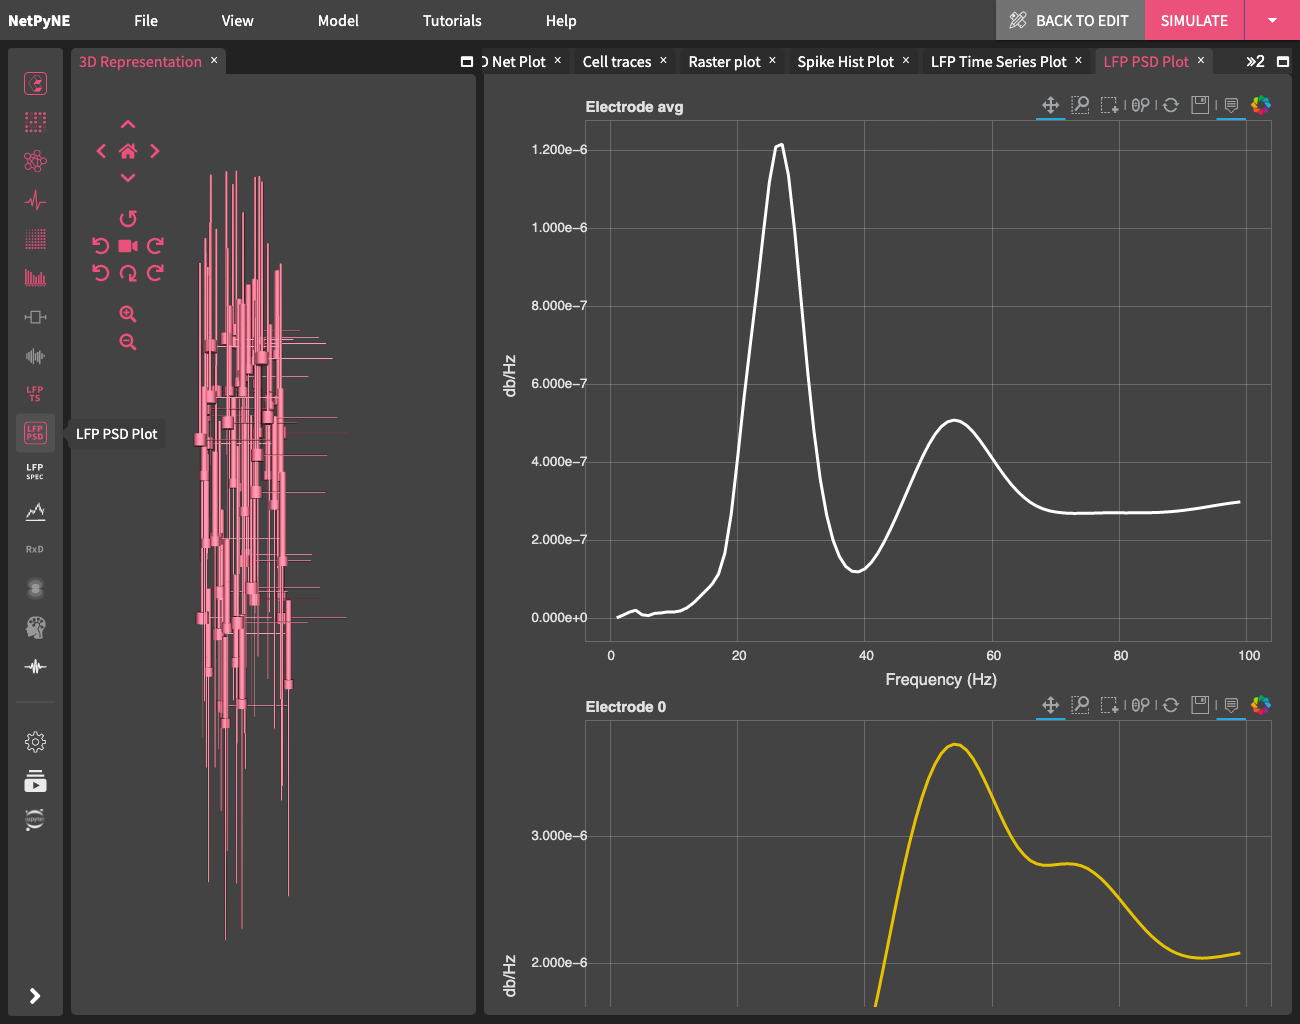 NetPyNE File View Model Tutorials Help BACK TO EDIT SIMULATE
3D Representation × D Net Plot × Cell traces × Raster plot × Spike Hist Plot × LFP Time Series Plot × LFP PSD Plot × »2
LFP
TS
LFP
PSD
LFP PSD Plot
LFP
SPEC
RxD
jupyter
Electrode avg
1.200e−6
1.000e−6
8.000e−7
6.000e−7
4.000e−7
2.000e−7
0.000e+0
db/Hz
0 20 40 60 80 100
Frequency (Hz)
Electrode 0
3.000e−6
2.000e−6
db/Hz